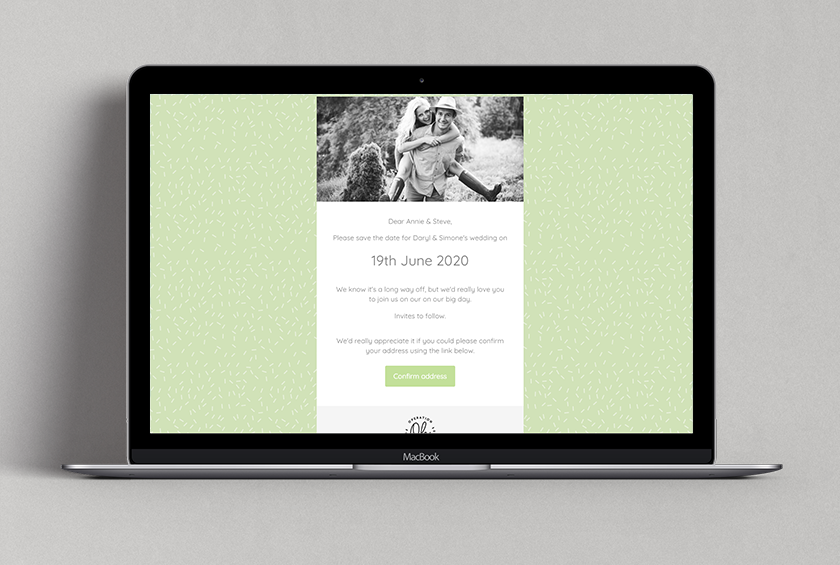 Dear Annie & Steve,
Please save the date for Daryl & Simone's wedding on
19th June 2020
We know it's a long way off, but we'd really love you
to join us on our on our big day.
Invites to follow.
We'd really appreciate it if you could please confirm
your address using the link below.
Confirm address
OPERATION
MacBook